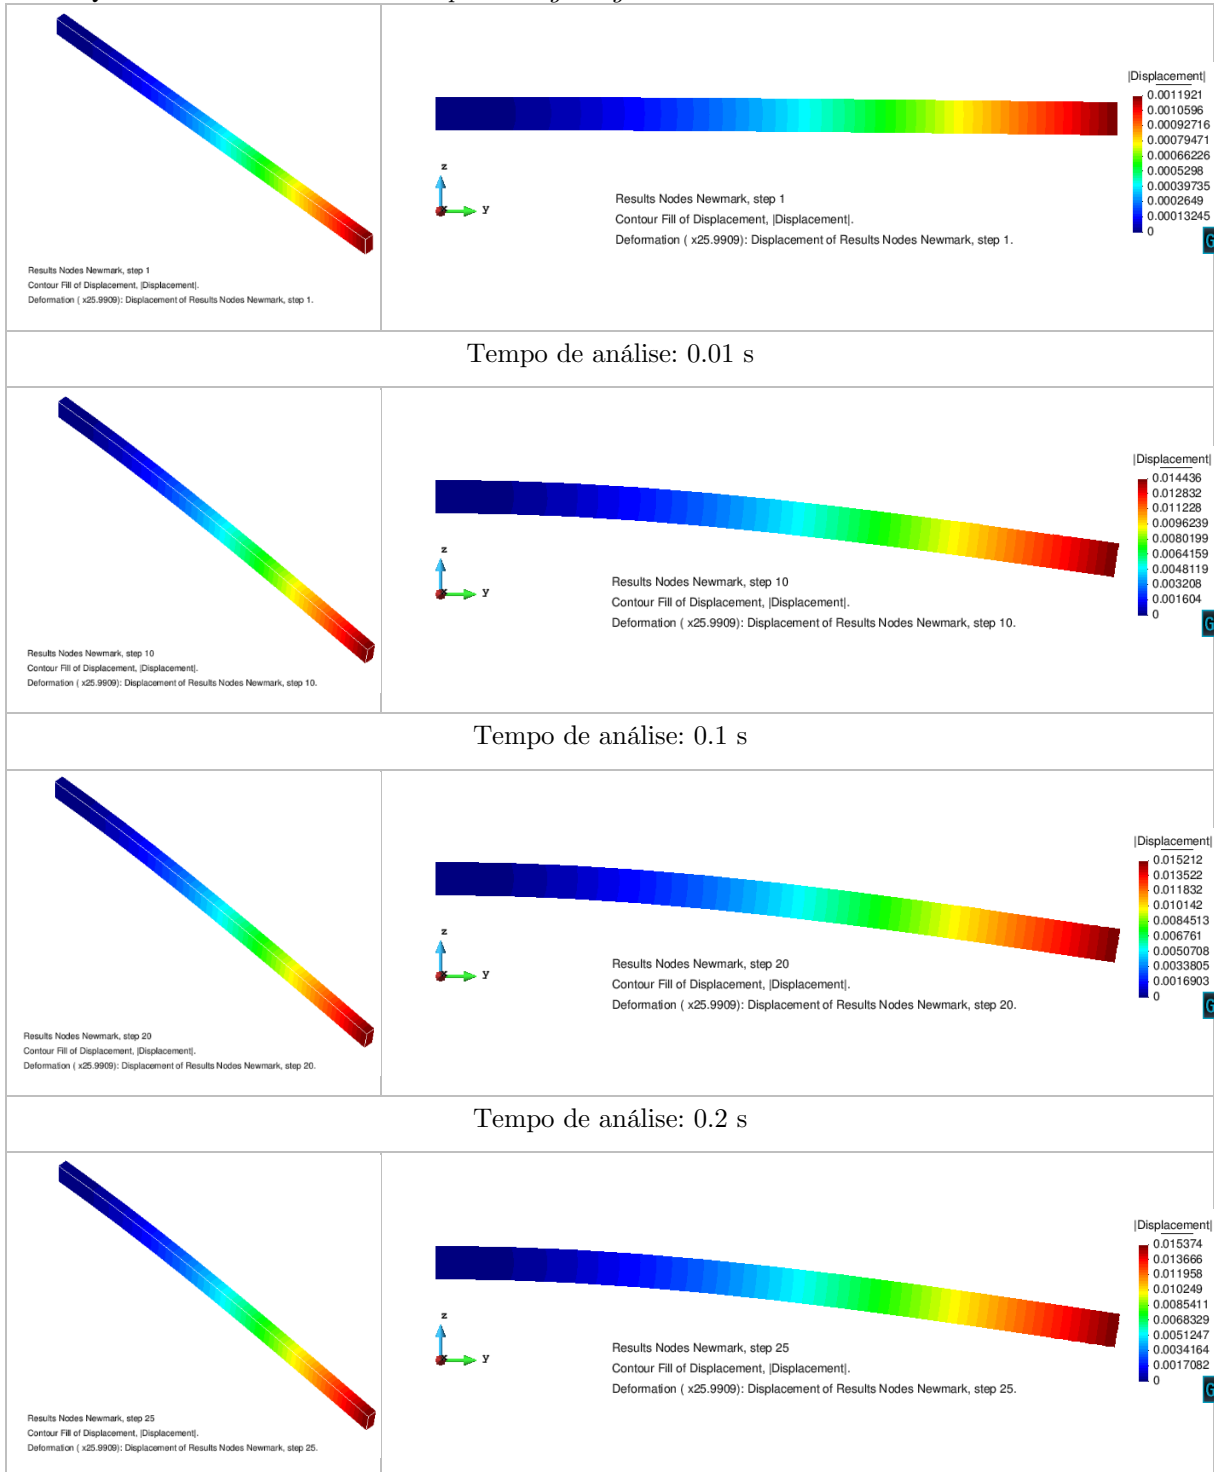 Results Nodes Newmark, step 1
Contour Fill of Displacement, |Displacement|.
Deformation ( x25.9909): Displacement of Results Nodes Newmark, step 1.
|Displacement|
0.0011921
0.0010596
0.00092716
0.00079471
0.00066226
0.0005298
0.00039735
0.0002649
0.00013245
0
z
x
y
Results Nodes Newmark, step 1
Contour Fill of Displacement, |Displacement|.
Deformation ( x25.9909): Displacement of Results Nodes Newmark, step 1.
G
Tempo de análise: 0.01 s
Results Nodes Newmark, step 10
Contour Fill of Displacement, |Displacement|.
Deformation ( x25.9909): Displacement of Results Nodes Newmark, step 10.
|Displacement|
0.014436
0.012832
0.011228
0.0096239
0.0080199
0.0064159
0.0048119
0.003208
0.001604
0
z
x
y
Results Nodes Newmark, step 10
Contour Fill of Displacement, |Displacement|.
Deformation ( x25.9909): Displacement of Results Nodes Newmark, step 10.
G
Tempo de análise: 0.1 s
Results Nodes Newmark, step 20
Contour Fill of Displacement, |Displacement|.
Deformation ( x25.9909): Displacement of Results Nodes Newmark, step 20.
|Displacement|
0.015212
0.013522
0.011832
0.010142
0.0084513
0.006761
0.0050708
0.0033805
0.0016903
0
z
x
y
Results Nodes Newmark, step 20
Contour Fill of Displacement, |Displacement|.
Deformation ( x25.9909): Displacement of Results Nodes Newmark, step 20.
G
Tempo de análise: 0.2 s
Results Nodes Newmark, step 25
Contour Fill of Displacement, |Displacement|.
Deformation ( x25.9909): Displacement of Results Nodes Newmark, step 25.
|Displacement|
0.015374
0.013666
0.011958
0.010249
0.0085411
0.0068329
0.0051247
0.0034164
0.0017082
0
z
x
y
Results Nodes Newmark, step 25
Contour Fill of Displacement, |Displacement|.
Deformation ( x25.9909): Displacement of Results Nodes Newmark, step 25.
G